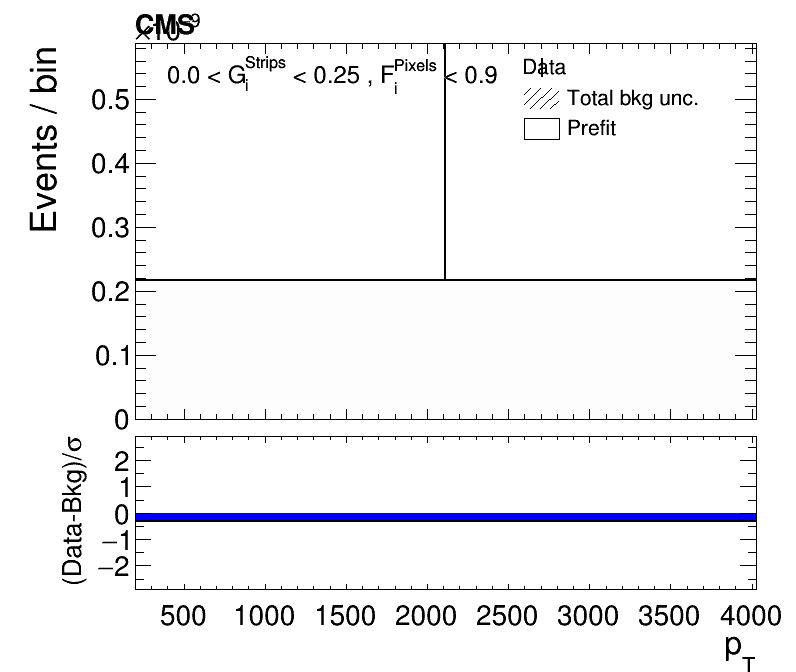 CMS
×10⁻⁹
0.0 < G_i^Strips < 0.25 , F_i^Pixels < 0.9
Data
Total bkg unc.
Prefit
Events / bin
0.5
0.4
0.3
0.2
0.1
0
(Data-Bkg)/σ
2
1
0
−1
−2
500 1000 1500 2000 2500 3000 3500 4000
p_T